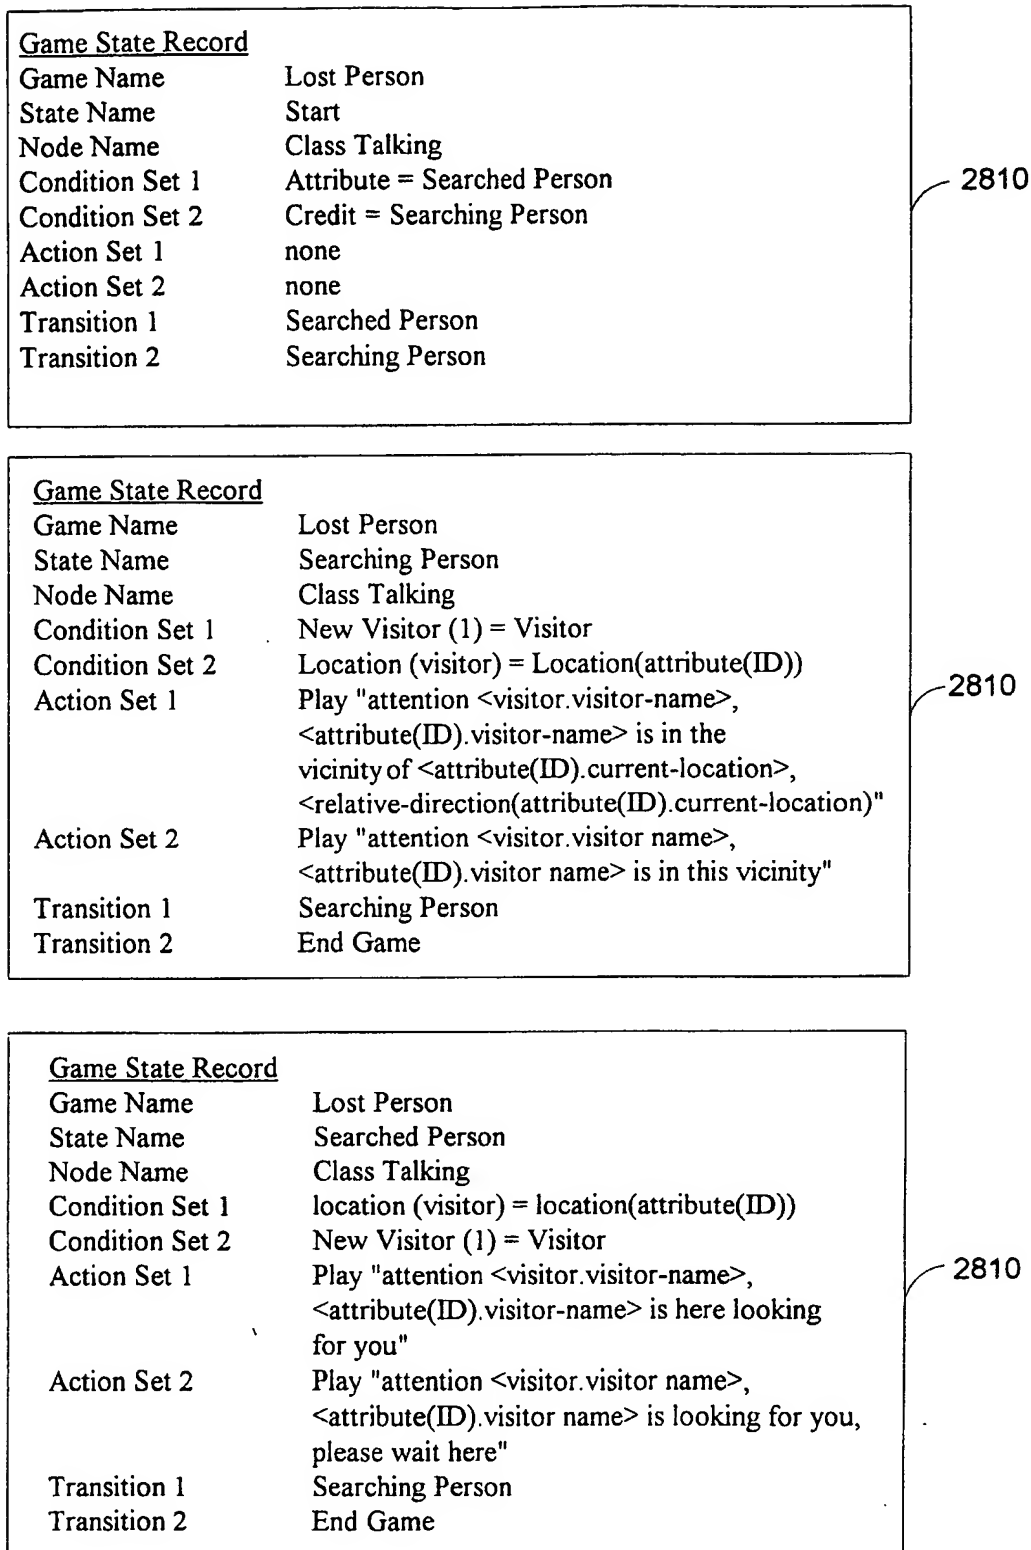 Game State Record
Game Name Lost Person
State Name Start
Node Name Class Talking
Condition Set 1 Attribute = Searched Person
Condition Set 2 Credit = Searching Person
Action Set 1 none
Action Set 2 none
Transition 1 Searched Person
Transition 2 Searching Person
2810
Game State Record
Game Name Lost Person
State Name Searching Person
Node Name Class Talking
Condition Set 1 New Visitor (1) = Visitor
Condition Set 2 Location (visitor) = Location(attribute(ID))
Action Set 1 Play "attention <visitor.visitor-name>,
<attribute(ID).visitor-name> is in the
vicinity of <attribute(ID).current-location>,
<relative-direction(attribute(ID).current-location)"
Action Set 2 Play "attention <visitor.visitor name>,
<attribute(ID).visitor name> is in this vicinity"
Transition 1 Searching Person
Transition 2 End Game
2810
Game State Record
Game Name Lost Person
State Name Searched Person
Node Name Class Talking
Condition Set 1 location (visitor) = location(attribute(ID))
Condition Set 2 New Visitor (1) = Visitor
Action Set 1 Play "attention <visitor.visitor-name>,
<attribute(ID).visitor-name> is here looking
for you"
Action Set 2 Play "attention <visitor.visitor name>,
<attribute(ID).visitor name> is looking for you,
please wait here"
Transition 1 Searching Person
Transition 2 End Game
2810